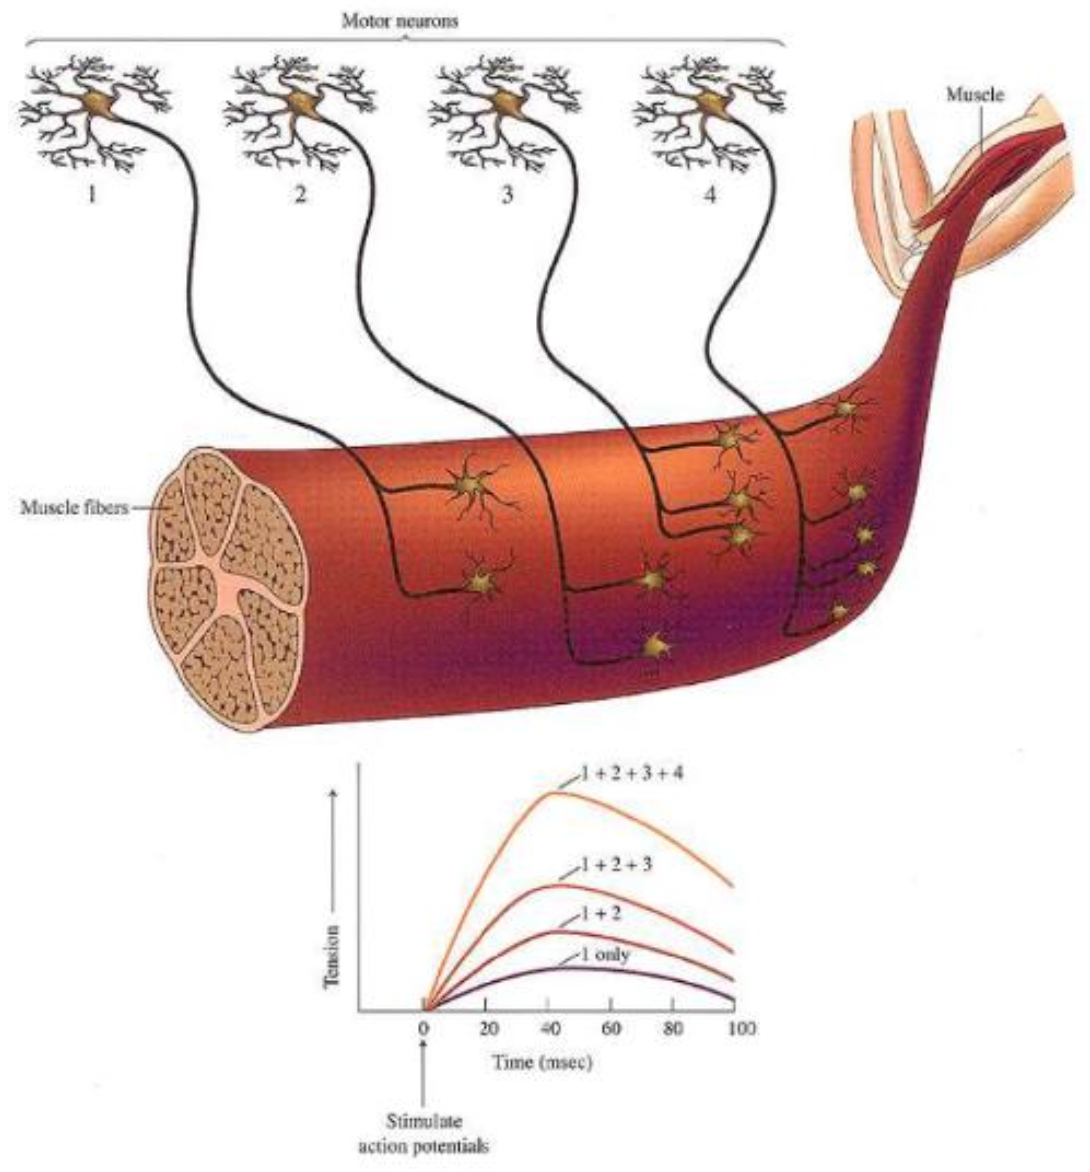 Motor neurons
Muscle
1 2 3 4
Muscle fibers
1 + 2 + 3 + 4
1 + 2 + 3
1 + 2
1 only
Tension
0 20 40 60 80 100
Time (msec)
Stimulate
action potentials